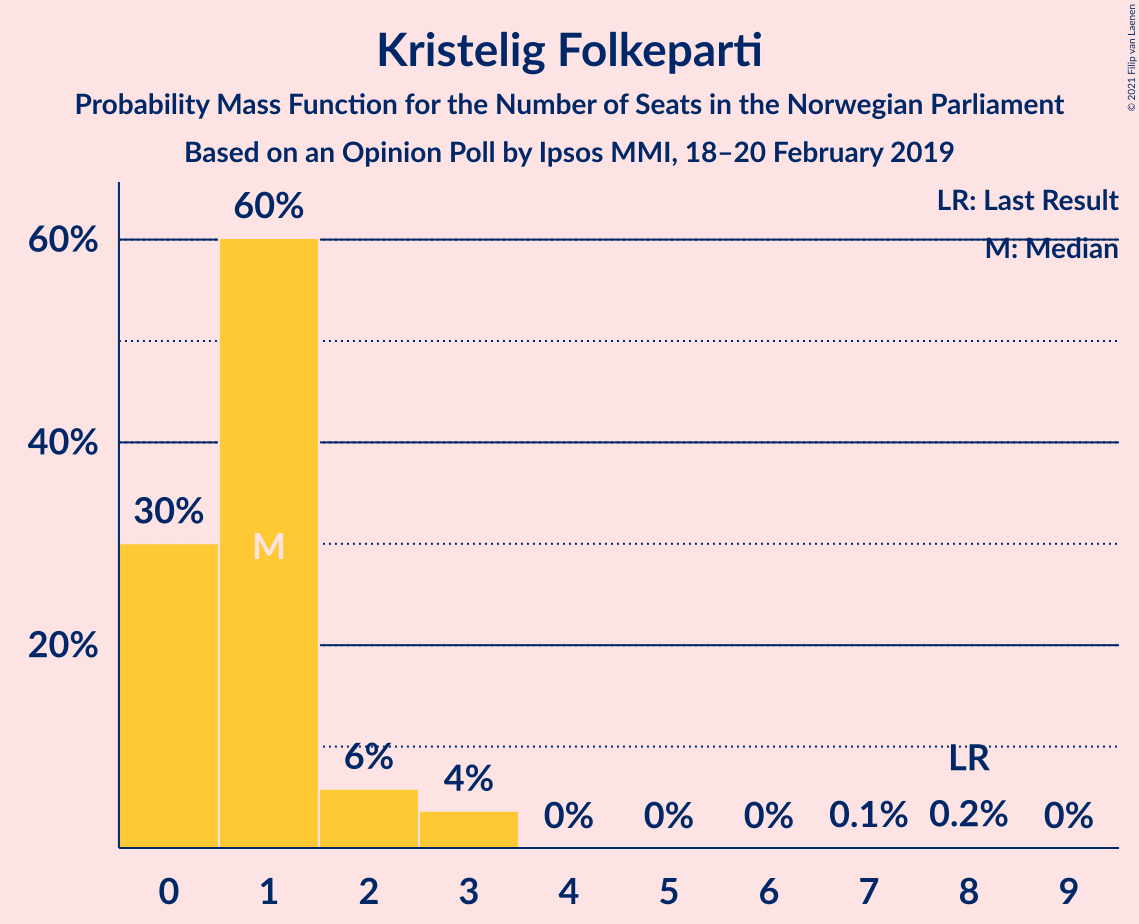 Kristelig Folkeparti
Probability Mass Function for the Number of Seats in the Norwegian Parliament
Based on an Opinion Poll by Ipsos MMI, 18–20 February 2019
© 2021 Filip van Laenen
LR: Last Result
M: Median
60%
40%
20%
30%
60%
M
6%
4%
0%
0%
0%
0.1%
LR
0.2%
0%
0 1 2 3 4 5 6 7 8 9